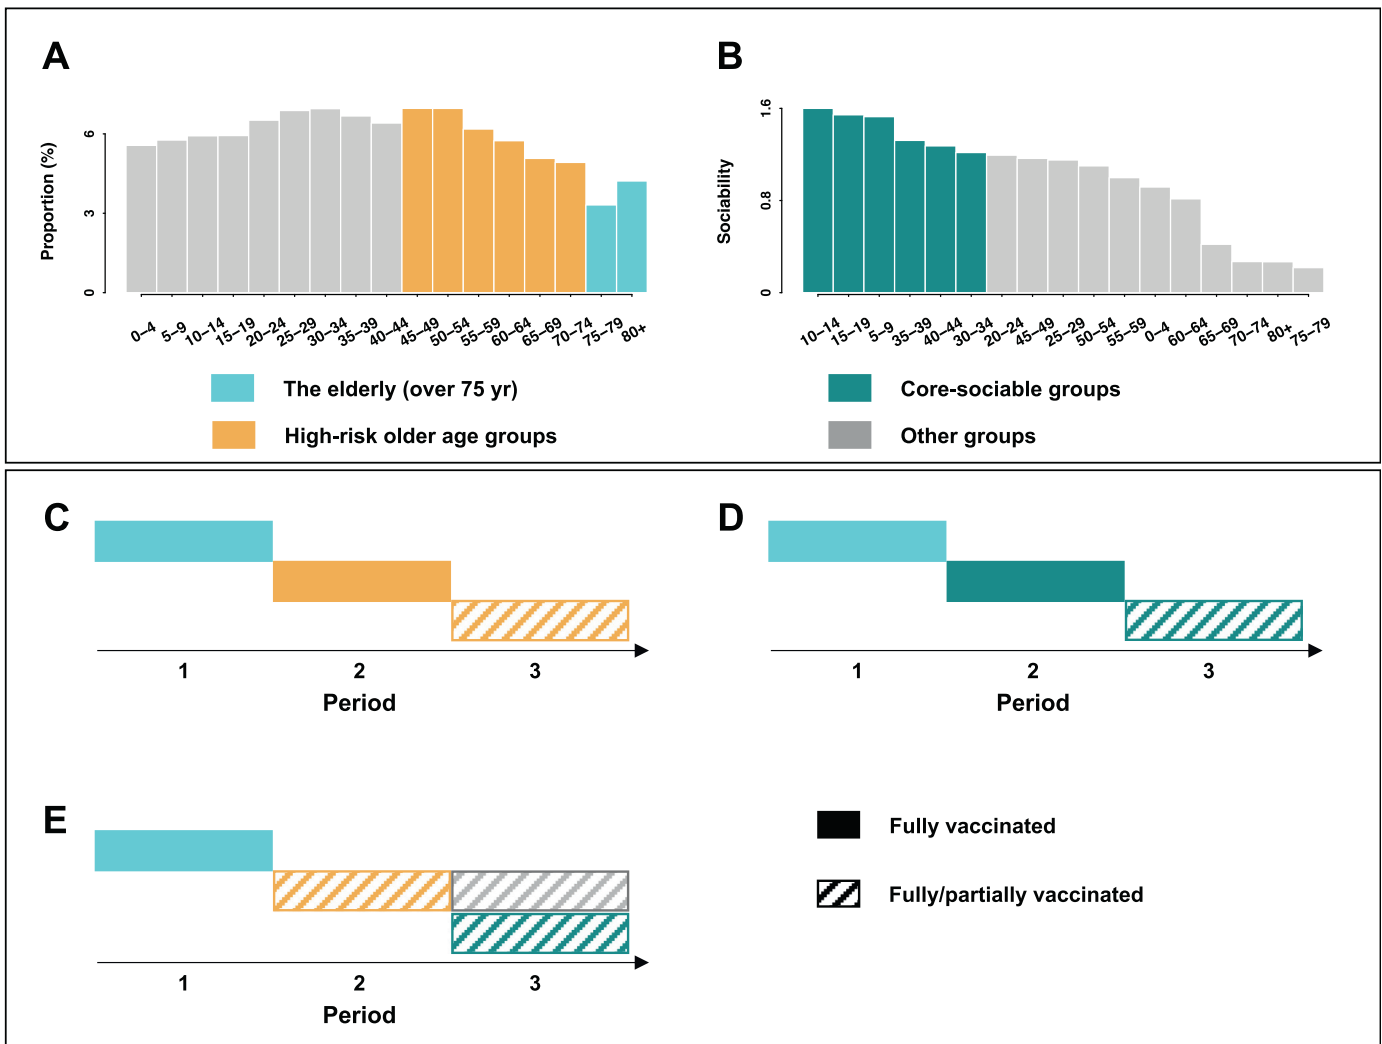 A
Proportion (%)
6
3
0
0–4 5–9 10–14 15–19 20–24 25–29 30–34 35–39 40–44 45–49 50–54 55–59 60–64 65–69 70–74 75–79 80+
The elderly (over 75 yr)
High-risk older age groups
B
Sociability
1.6
0.8
0
10–14 15–19 5–9 35–39 40–44 30–34 20–24 45–49 25–29 50–54 55–59 0–4 60–64 65–69 70–74 80+ 75–79
Core-sociable groups
Other groups
C
1 2 3
Period
D
1 2 3
Period
E
1 2 3
Period
Fully vaccinated
Fully/partially vaccinated